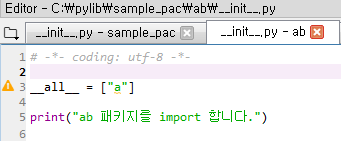 Editor - C:₩pylib₩sample_pac₩ab₩__init__.py
__init__.py - sample_pac
__init__.py - ab
1 # -*- coding: utf-8 -*-
2
3 __all__ = ["a"]
4
5 print("ab 패키지를 import 합니다.")